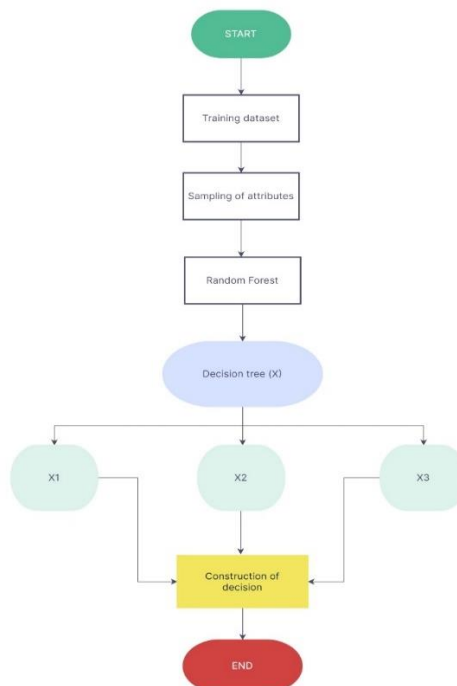 START
Training dataset
Sampling of attributes
Random Forest
Decision tree (X)
X1
X2
X3
Construction of
decision
END